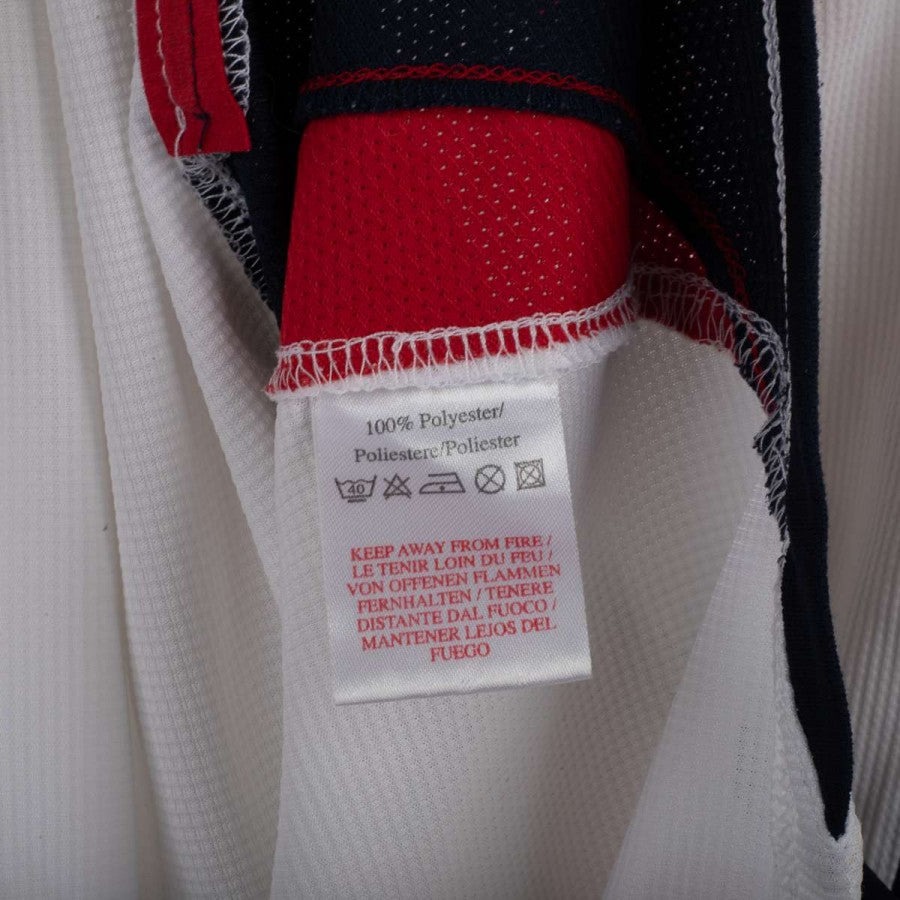 100% Polyester/
Poliestere/Poliester
40
KEEP AWAY FROM FIRE /
LE TENIR LOIN DU FEU /
VON OFFENEN FLAMMEN
FERNHALTEN / TENERE
DISTANTE DAL FUOCO /
MANTENER LEJOS DEL
FUEGO